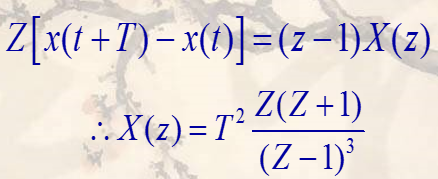 Z[x(t+T)−x(t)]=(z−1)X(z)
∴ X(z)=T² Z(Z+1)/(Z−1)³